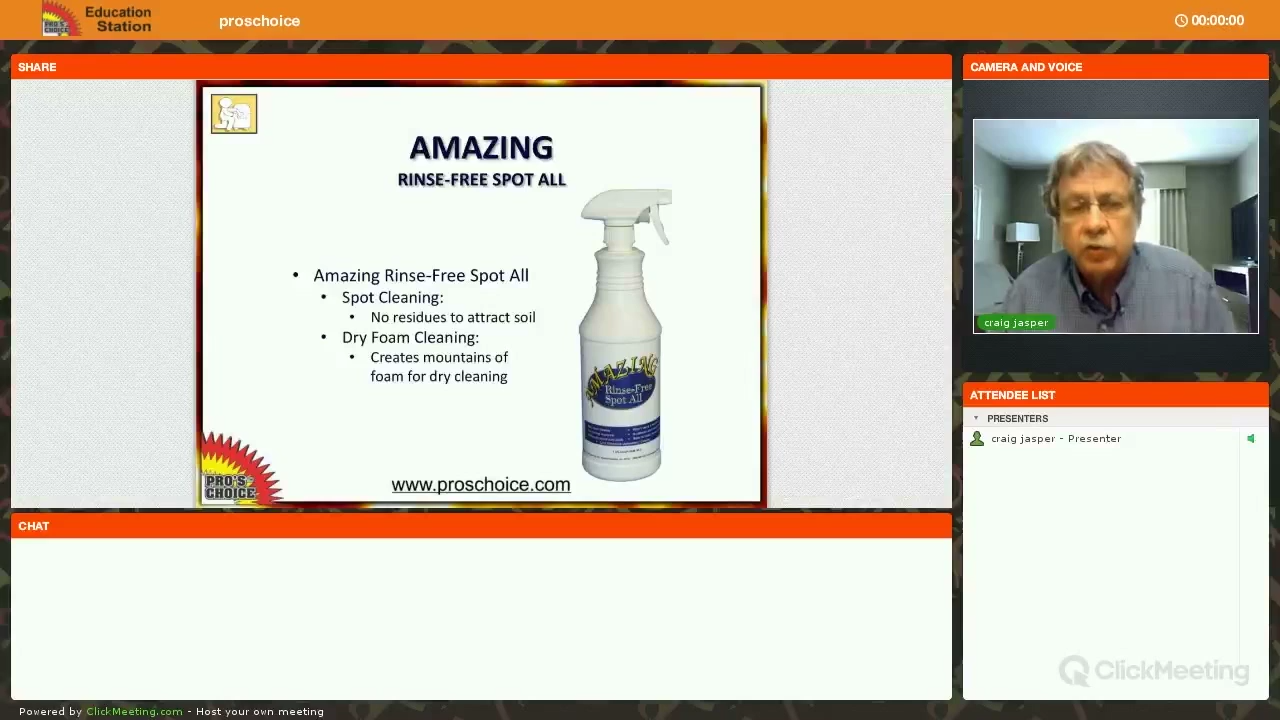 PRO'S CHOICE
Education Station
proschoice
00:00:00
SHARE
AMAZING
RINSE-FREE SPOT ALL
• Amazing Rinse-Free Spot All
• Spot Cleaning:
• No residues to attract soil
• Dry Foam Cleaning:
• Creates mountains of
foam for dry cleaning
AMAZING
Rinse-Free
Spot All
PRO'S
CHOICE
www.proschoice.com
CAMERA AND VOICE
craig jasper
ATTENDEE LIST
PRESENTERS
craig jasper - Presenter
CHAT
ClickMeeting
Powered by ClickMeeting.com - Host your own meeting